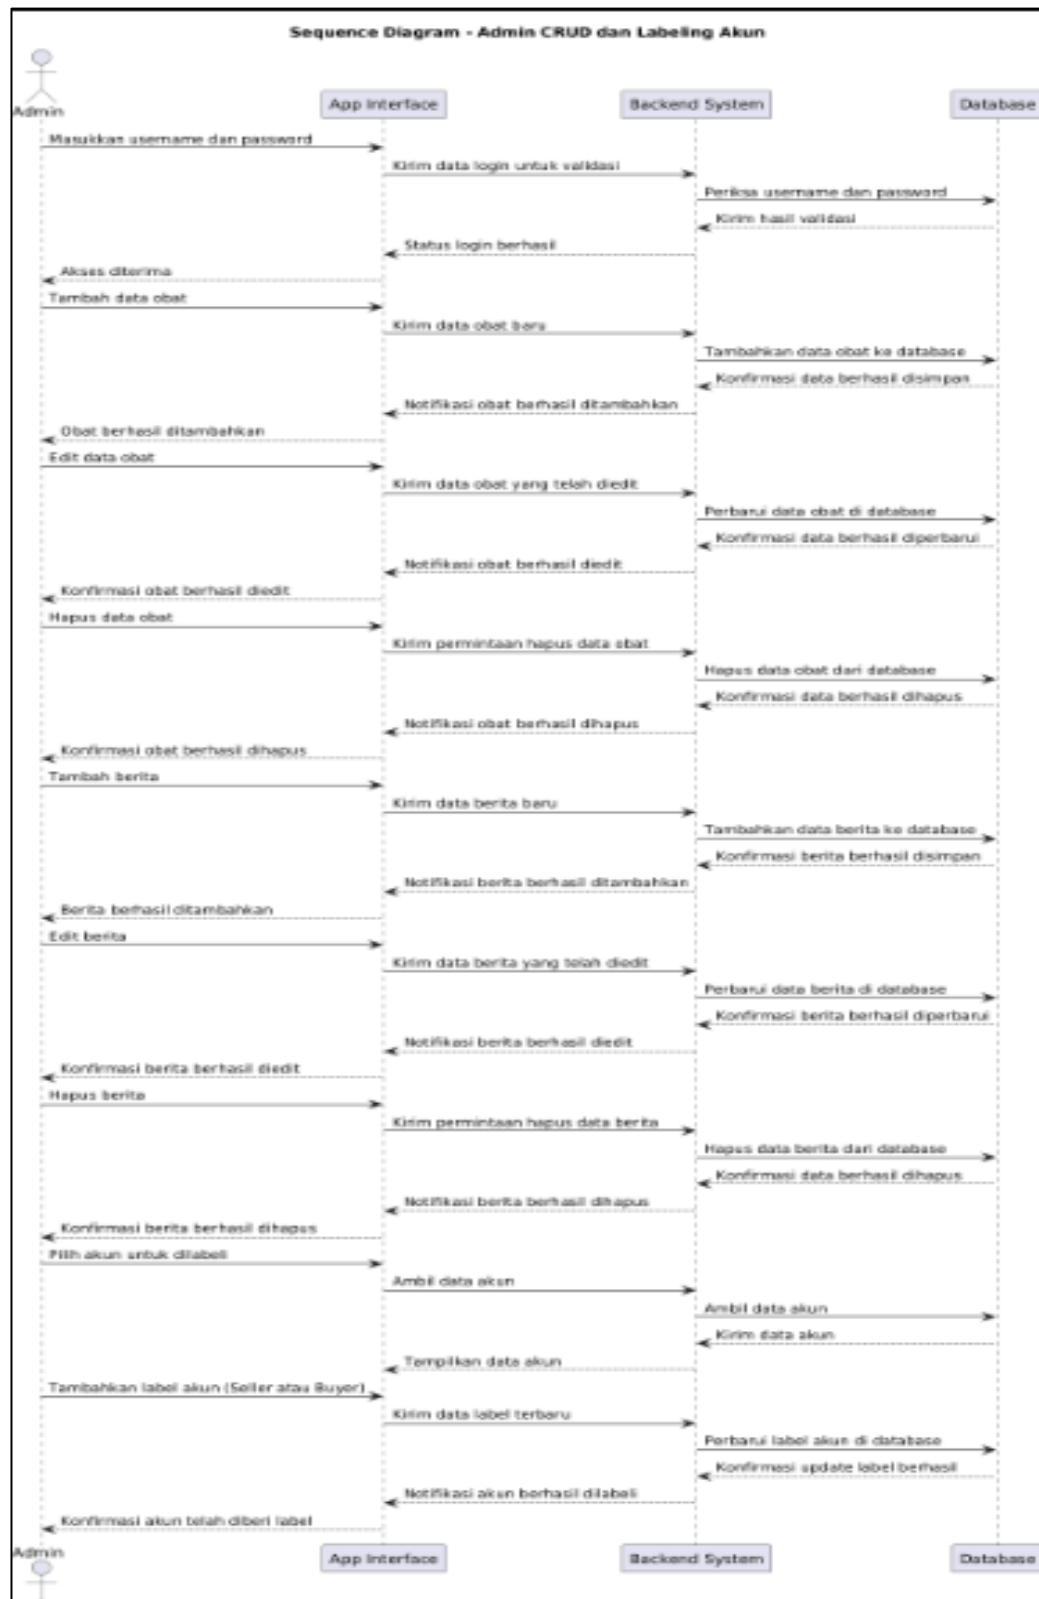 Sequence Diagram - Admin CRUD dan Labeling Akun
Admin
App Interface
Backend System
Database
Masukkan username dan password
Kirim data login untuk validasi
Periksa username dan password
Kirim hasil validasi
Status login berhasil
Akses diterima
Tambah data obat
Kirim data obat baru
Tambahkan data obat ke database
Konfirmasi data berhasil disimpan
Notifikasi obat berhasil ditambahkan
Obat berhasil ditambahkan
Edit data obat
Kirim data obat yang telah diedit
Perbarui data obat di database
Konfirmasi data berhasil diperbarui
Notifikasi obat berhasil diedit
Konfirmasi obat berhasil diedit
Hapus data obat
Kirim permintaan hapus data obat
Hapus data obat dari database
Konfirmasi data berhasil dihapus
Notifikasi obat berhasil dihapus
Konfirmasi obat berhasil dihapus
Tambah berita
Kirim data berita baru
Tambahkan data berita ke database
Konfirmasi berita berhasil disimpan
Notifikasi berita berhasil ditambahkan
Berita berhasil ditambahkan
Edit berita
Kirim data berita yang telah diedit
Perbarui data berita di database
Konfirmasi berita berhasil diperbarui
Notifikasi berita berhasil diedit
Konfirmasi berita berhasil diedit
Hapus berita
Kirim permintaan hapus data berita
Hapus data berita dari database
Konfirmasi data berhasil dihapus
Notifikasi berita berhasil dihapus
Konfirmasi berita berhasil dihapus
Pilih akun untuk dilabeli
Ambil data akun
Ambil data akun
Kirim data akun
Tampilkan data akun
Tambahkan label akun (Seller atau Buyer)
Kirim data label terbaru
Perbarui label akun di database
Konfirmasi update label berhasil
Notifikasi akun berhasil dilabeli
Konfirmasi akun telah diberi label
Admin
App Interface
Backend System
Database